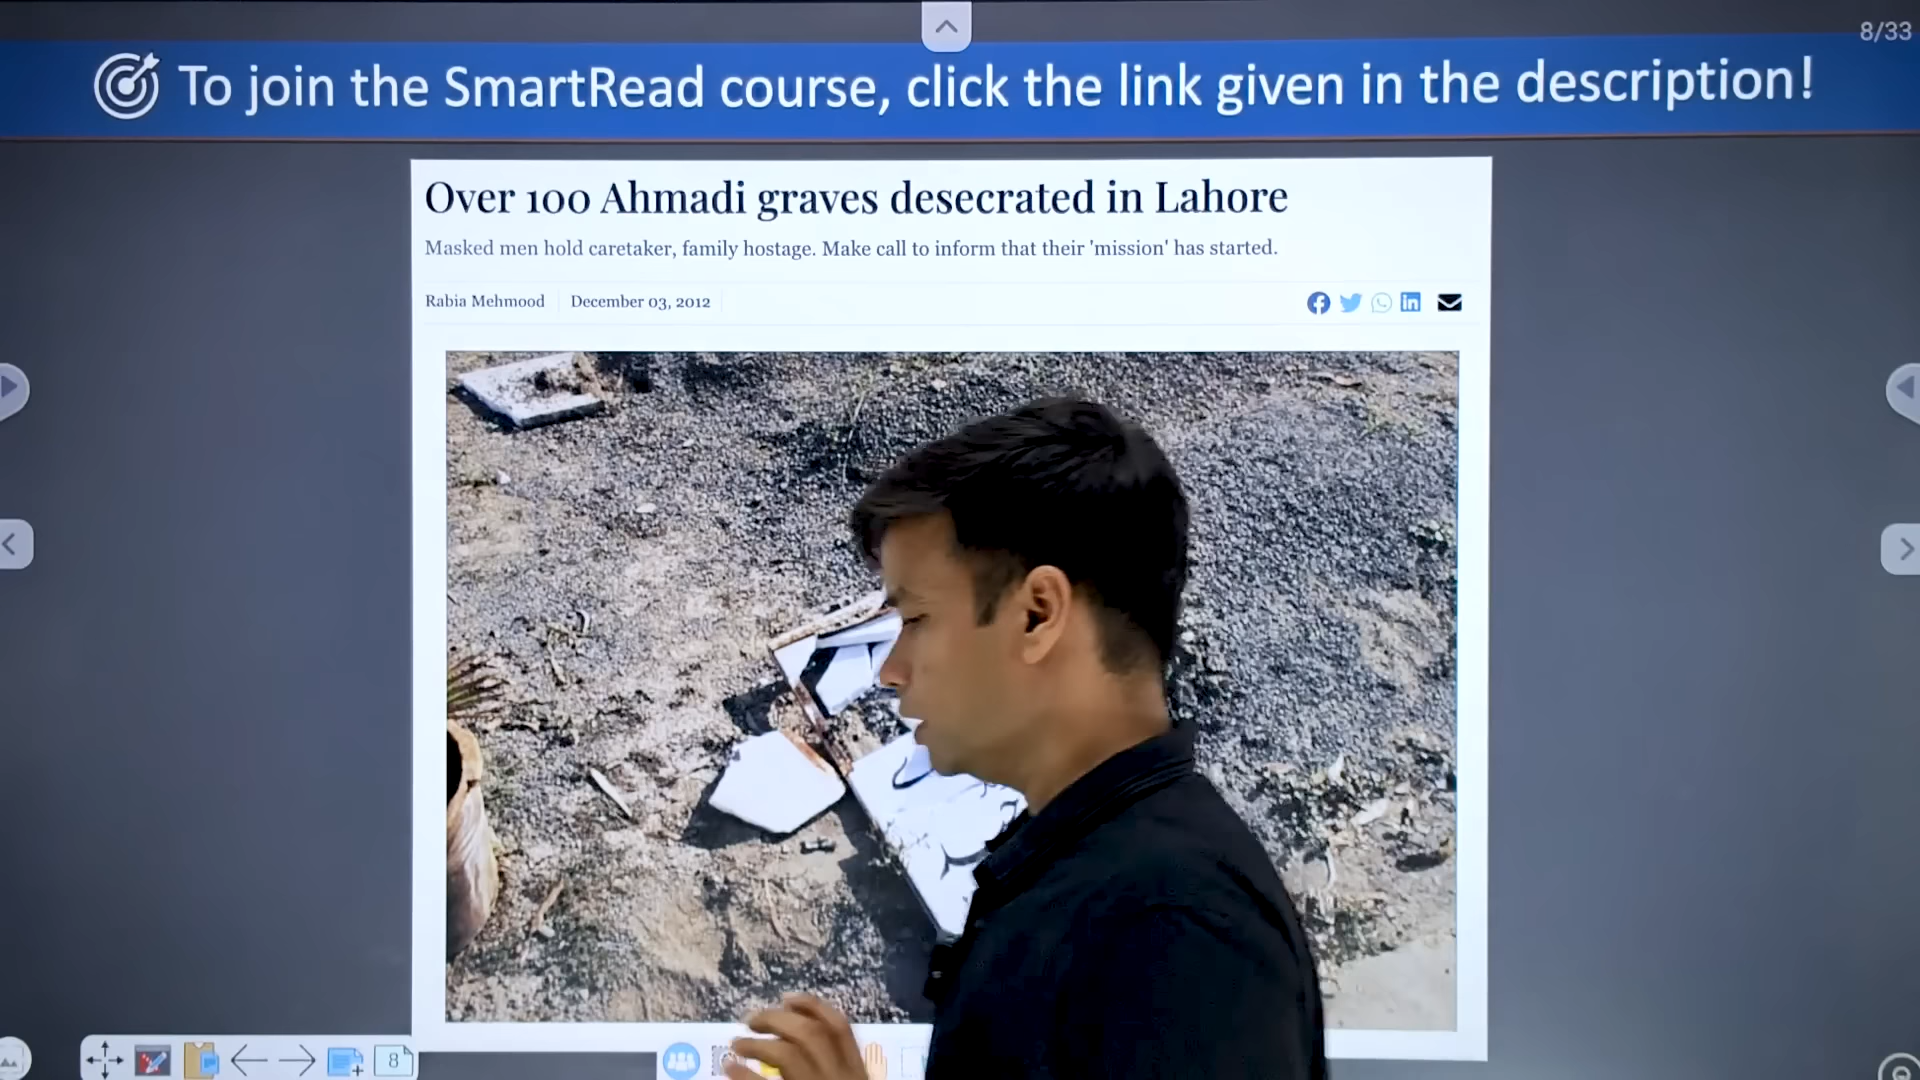 8/33
To join the SmartRead course, click the link given in the description!
Over 100 Ahmadi graves desecrated in Lahore
Masked men hold caretaker, family hostage. Make call to inform that their 'mission' has started.
Rabia Mehmood December 03, 2012
8